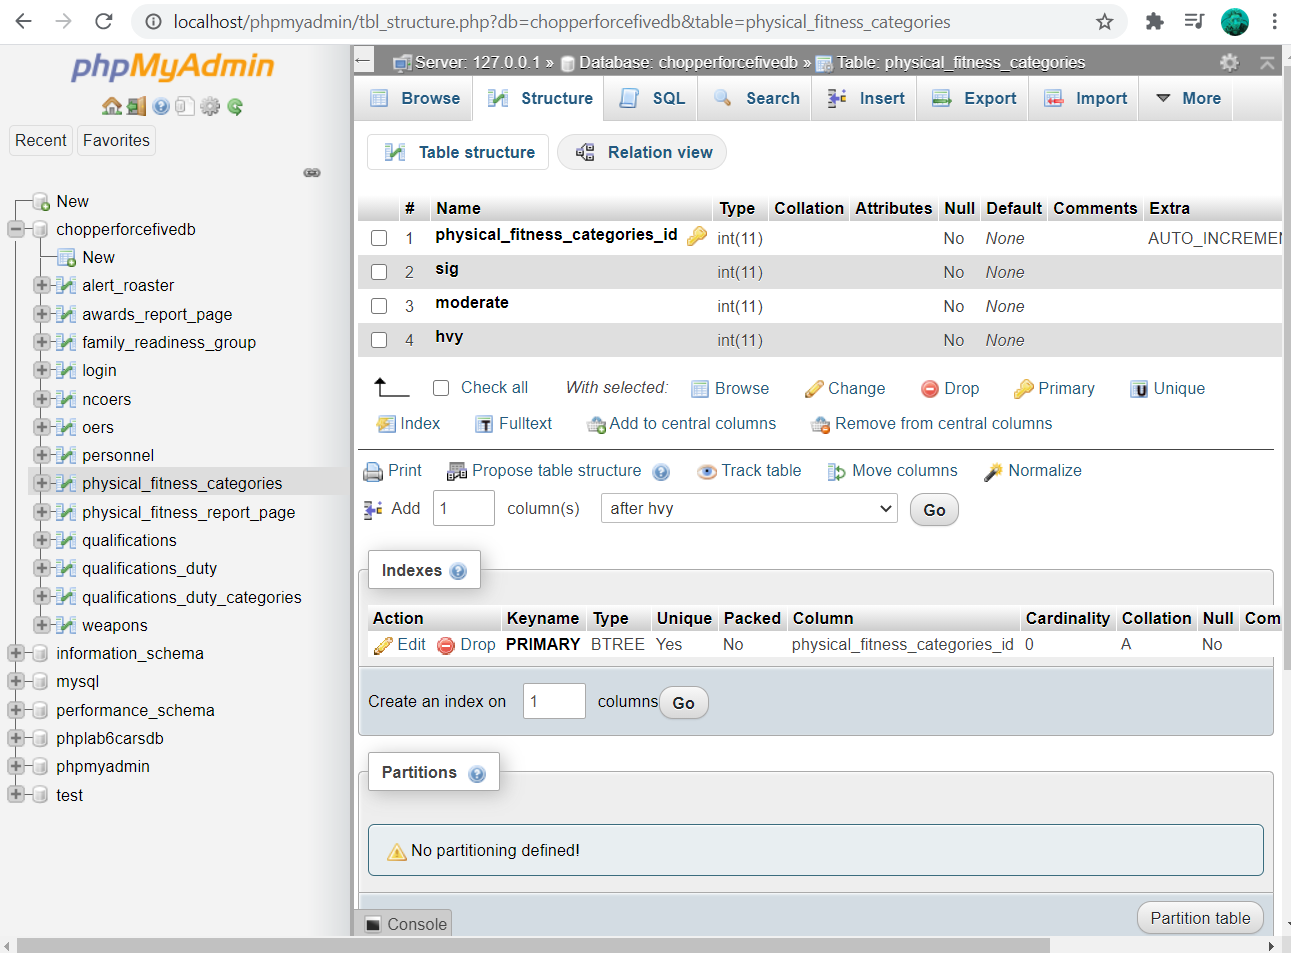 localhost/phpmyadmin/tbl_structure.php?db=chopperforcefivedb&table=physical_fitness_categories
phpMyAdmin
Recent Favorites
New
chopperforcefivedb
New
alert_roaster
awards_report_page
family_readiness_group
login
ncoers
oers
personnel
physical_fitness_categories
physical_fitness_report_page
qualifications
qualifications_duty
qualifications_duty_categories
weapons
information_schema
mysql
performance_schema
phplab6carsdb
phpmyadmin
test
Server: 127.0.0.1 » Database: chopperforcefivedb » Table: physical_fitness_categories
Browse Structure SQL Search Insert Export Import More
Table structure Relation view
# Name Type Collation Attributes Null Default Comments Extra
1 physical_fitness_categories_id int(11) No None AUTO_INCREMEN
2 sig int(11) No None
3 moderate int(11) No None
4 hvy int(11) No None
Check all With selected: Browse Change Drop Primary Unique
Index Fulltext Add to central columns Remove from central columns
Print Propose table structure Track table Move columns Normalize
Add 1 column(s) after hvy Go
Indexes
Action Keyname Type Unique Packed Column Cardinality Collation Null Com
Edit Drop PRIMARY BTREE Yes No physical_fitness_categories_id 0 A No
Create an index on 1 columns Go
Partitions
No partitioning defined!
Partition table
Console